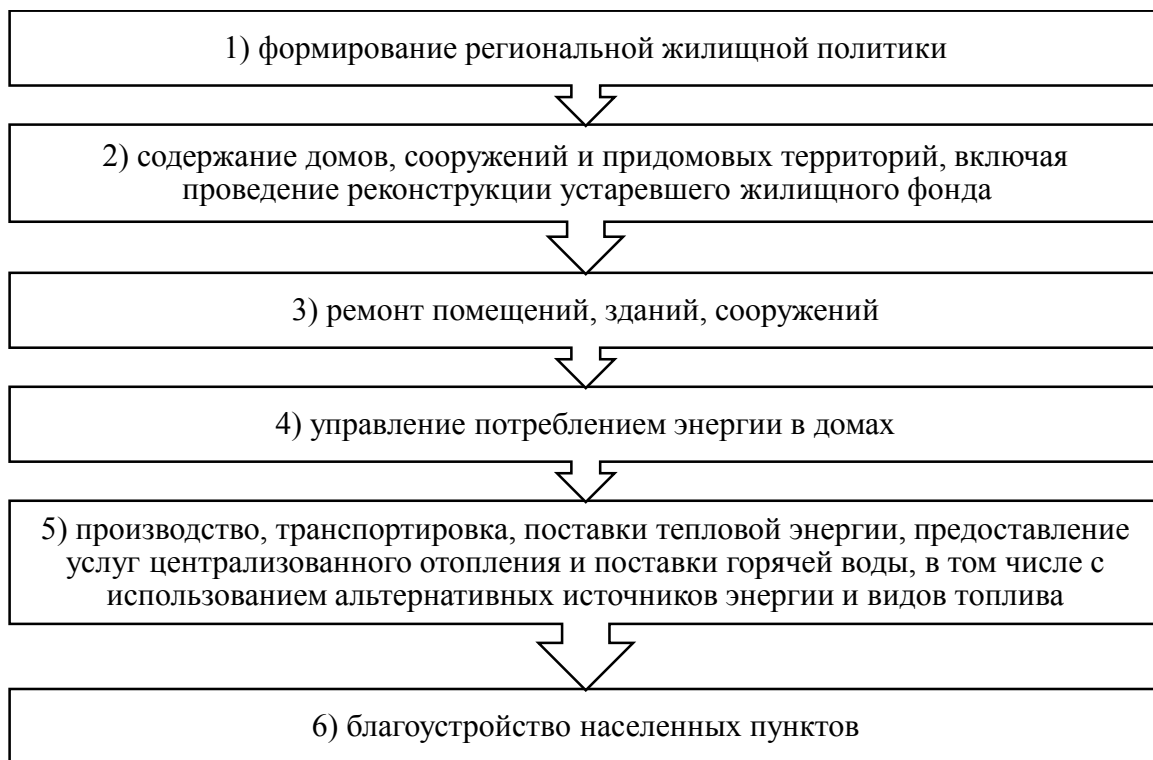 1) формирование региональной жилищной политики
2) содержание домов, сооружений и придомовых территорий, включая
проведение реконструкции устаревшего жилищного фонда
3) ремонт помещений, зданий, сооружений
4) управление потреблением энергии в домах
5) производство, транспортировка, поставки тепловой энергии, предоставление
услуг централизованного отопления и поставки горячей воды, в том числе с
использованием альтернативных источников энергии и видов топлива
6) благоустройство населенных пунктов